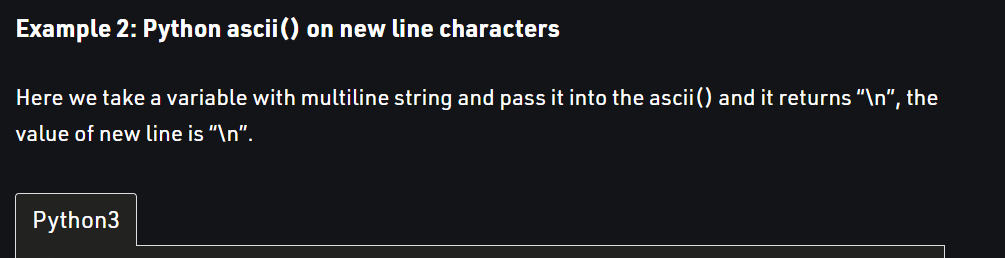 Example 2: Python ascii() on new line characters
Here we take a variable with multiline string and pass it into the ascii() and it returns “\n”, the
value of new line is “\n”.
Python3